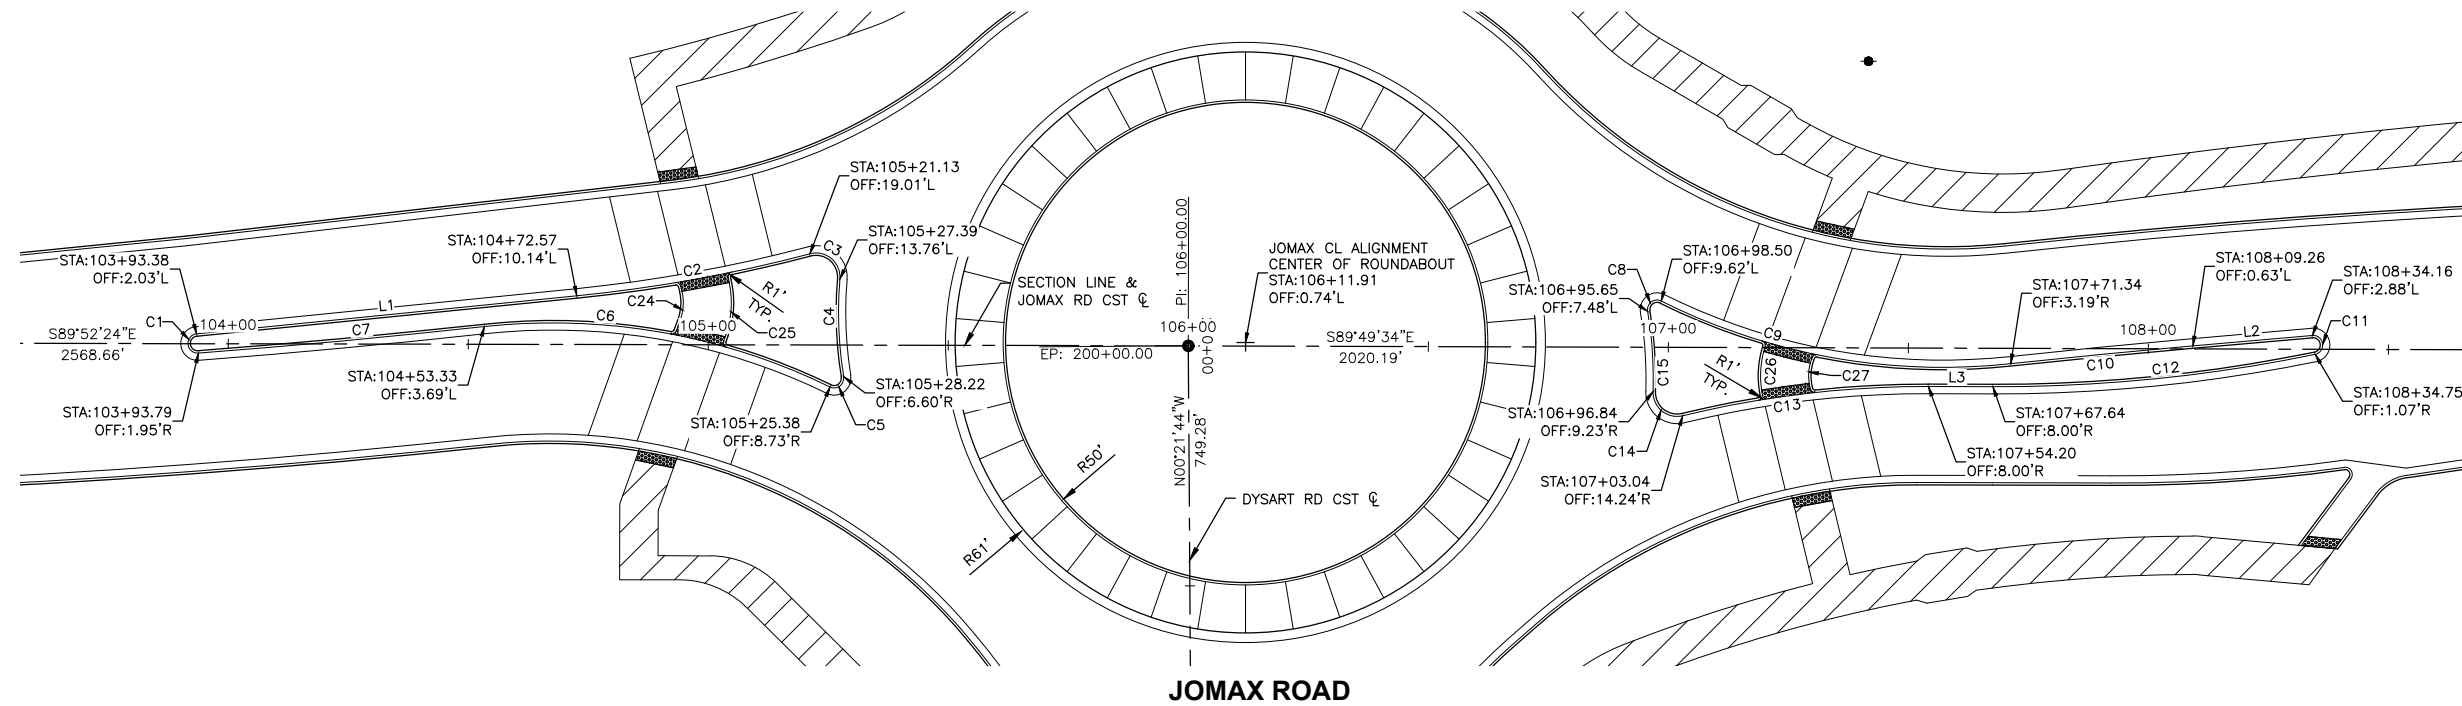 STA:105+21.13
OFF:19.01'L
C3
STA:105+27.39
OFF:13.76'L
STA:104+72.57
OFF:10.14'L
C2
STA:103+93.38
OFF:2.03'L
R1'
TYP.
C24
C4
L1
C25
C1
104+00
C7
C6
105+00
S89°52'24"E
2568.66'
STA:104+53.33
OFF:3.69'L
STA:103+93.79
OFF:1.95'R
STA:105+28.22
OFF:6.60'R
STA:105+25.38
OFF:8.73'R
C5
SECTION LINE &
JOMAX RD CST ℄
PI: 106+00.00
106+00
EP: 200+00.00
JOMAX CL ALIGNMENT
CENTER OF ROUNDABOUT
STA:106+11.91
OFF:0.74'L
S89°49'34"E
2020.19'
N00°21'44"W
749.28'
R50'
R61'
DYSART RD CST ℄
STA:106+98.50
OFF:9.62'L
C8
STA:106+95.65
OFF:7.48'L
107+00
C9
R1'
TYP.
C15
C26
C27
C13
L3
STA:106+96.84
OFF:9.23'R
C14
STA:107+03.04
OFF:14.24'R
STA:107+71.34
OFF:3.19'R
STA:108+09.26
OFF:0.63'L
STA:108+34.16
OFF:2.88'L
108+00
L2
C11
C10
C12
STA:107+67.64
OFF:8.00'R
STA:107+54.20
OFF:8.00'R
STA:108+34.75
OFF:1.07'R
JOMAX ROAD